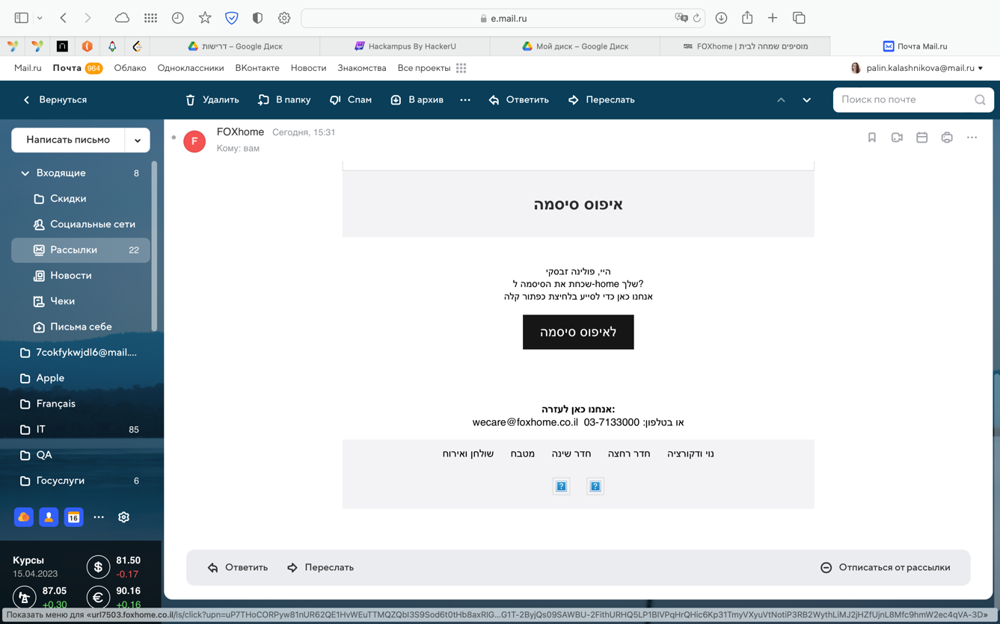 e.mail.ru
דרישות – Google Диск
Hackampus By HackerU
Мой диск – Google Диск
FOXhome | מוסיפים שמחה לבית
Почта Mail.ru
Mail.ru
Почта 964
Облако
Одноклассники
ВКонтакте
Новости
Знакомства
Все проекты
palin.kalashnikova@mail.ru
Вернуться
Удалить
В папку
Спам
В архив
Ответить
Переслать
Поиск по почте
Написать письмо
Входящие 8
Скидки
Социальные сети
Рассылки 22
Новости
Чеки
Письма себе
7cokfykwjdl6@mail....
Apple
Français
IT 85
QA
Госуслуги 6
16
Курсы
15.04.2023
$ 81.50
-0.17
87.05
+0.30
€ 90.16
+0.16
F
FOXhome Сегодня, 15:31
Кому: вам
איפוס סיסמה
היי, פולינה זבסקי
שכחת את הסיסמה ל-home שלך?
אנחנו כאן כדי לסייע בלחיצת כפתור קלה
לאיפוס סיסמה
אנחנו כאן לעזרה:
wecare@foxhome.co.il 03-7133000 או בטלפון:
נוי ודקורציה
חדר רחצה
חדר שינה
מטבח
שולחן ואירוח
Ответить
Переслать
Отписаться от рассылки
Показать меню для «url7503.foxhome.co.il/ls/click?upn=uP7THoCORPyw81nUR62QE1HvWEuTTMQZQbI3S9Sod6t0tHb8axRIG...G1T-2ByjQs09SAWBU-2FithURHQ5LP1BIVPqHrQHic6Kp31TmyVXyuVtNotiP3RB2WythLiMJ2jHZfUjnL8Mfc9hmW2ec4qVA-3D»